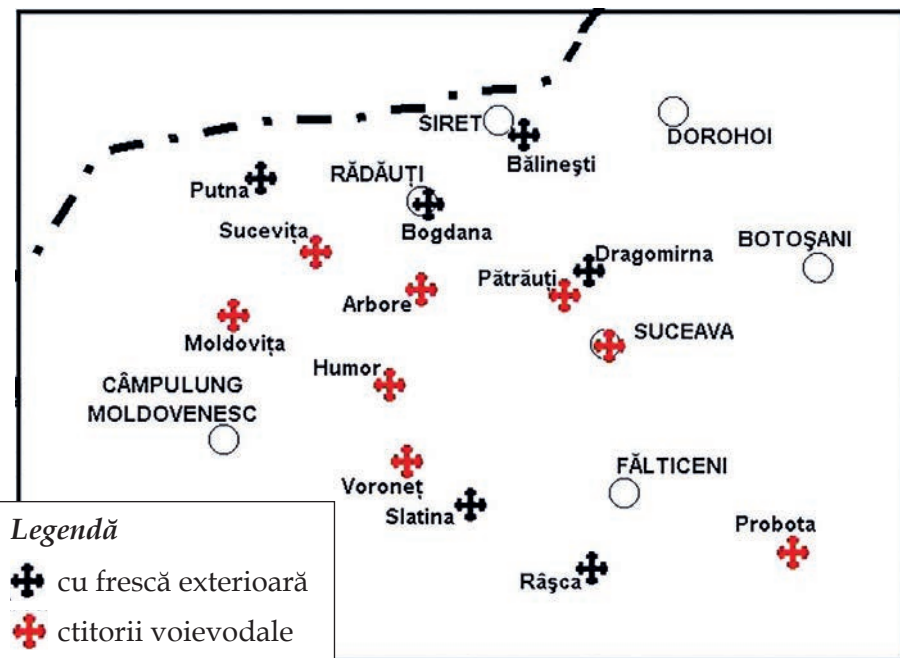 SIRET
DOROHOI
Bălinești
Putna
RĂDĂUȚI
Bogdana
Sucevița
BOTOȘANI
Dragomirna
Pătrăuți
Arbore
SUCEAVA
Moldovița
Humor
CÂMPULUNG
MOLDOVENESC
FĂLTICENI
Voroneț
Slatina
Probota
Râșca
Legendă
cu frescă exterioară
ctitorii voievodale